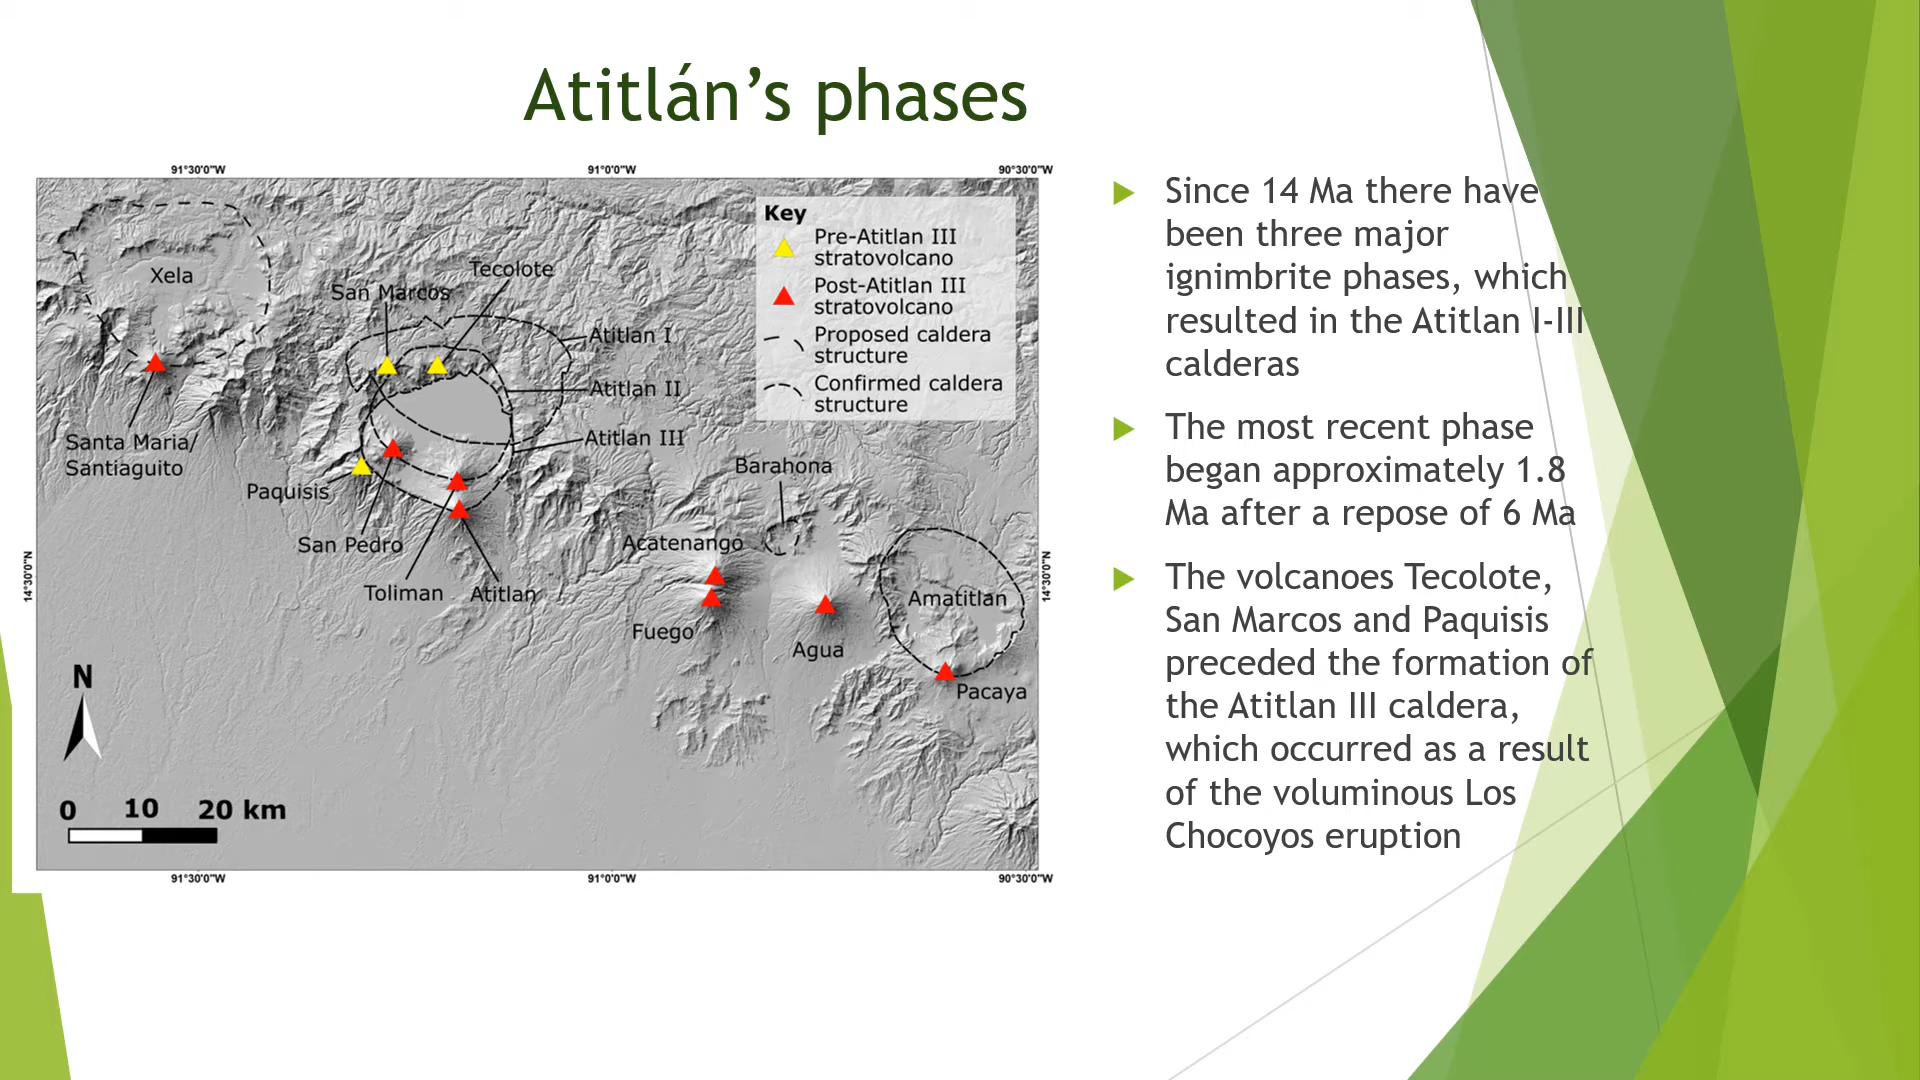 Atitlán’s phases
91°30'0"W
91°0'0"W
90°30'0"W
Key
Pre-Atitlan III
stratovolcano
Post-Atitlan III
stratovolcano
Proposed caldera
structure
Confirmed caldera
structure
Xela
Tecolote
San Marcos
Atitlan I
Atitlan II
Atitlan III
Santa Maria/
Santiaguito
Paquisis
San Pedro
Toliman
Atitlan
Barahona
Acatenango
Fuego
Agua
Amatitlan
Pacaya
14°30'0"N
14°30'0"N
N
0 10 20 km
91°30'0"W
91°0'0"W
90°30'0"W
Since 14 Ma there have
been three major
ignimbrite phases, which
resulted in the Atitlan I-III
calderas
The most recent phase
began approximately 1.8
Ma after a repose of 6 Ma
The volcanoes Tecolote,
San Marcos and Paquisis
preceded the formation of
the Atitlan III caldera,
which occurred as a result
of the voluminous Los
Chocoyos eruption